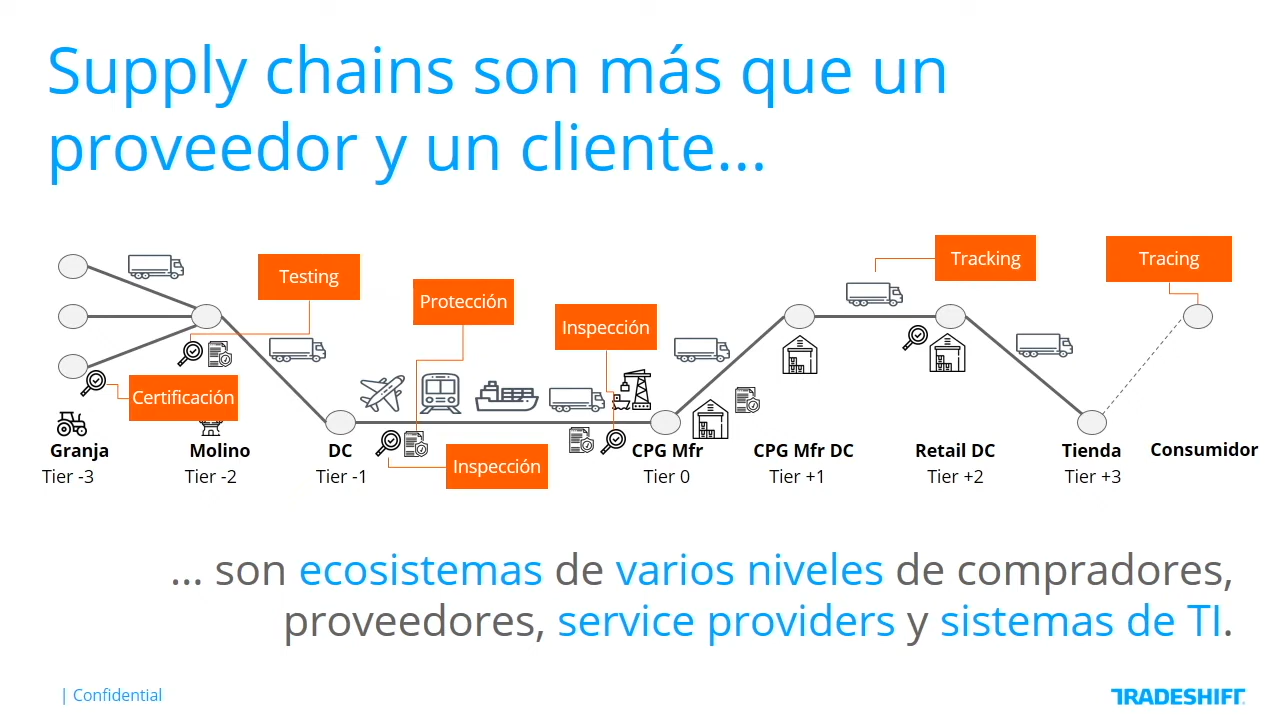 Supply chains son más que un
proveedor y un cliente...
Testing
Protección
Inspección
Tracking
Tracing
Certificación
Inspección
Granja
Tier -3
Molino
Tier -2
DC
Tier -1
CPG Mfr
Tier 0
CPG Mfr DC
Tier +1
Retail DC
Tier +2
Tienda
Tier +3
Consumidor
... son ecosistemas de varios niveles de compradores,
proveedores, service providers y sistemas de TI.
| Confidential
TRADESHIFT